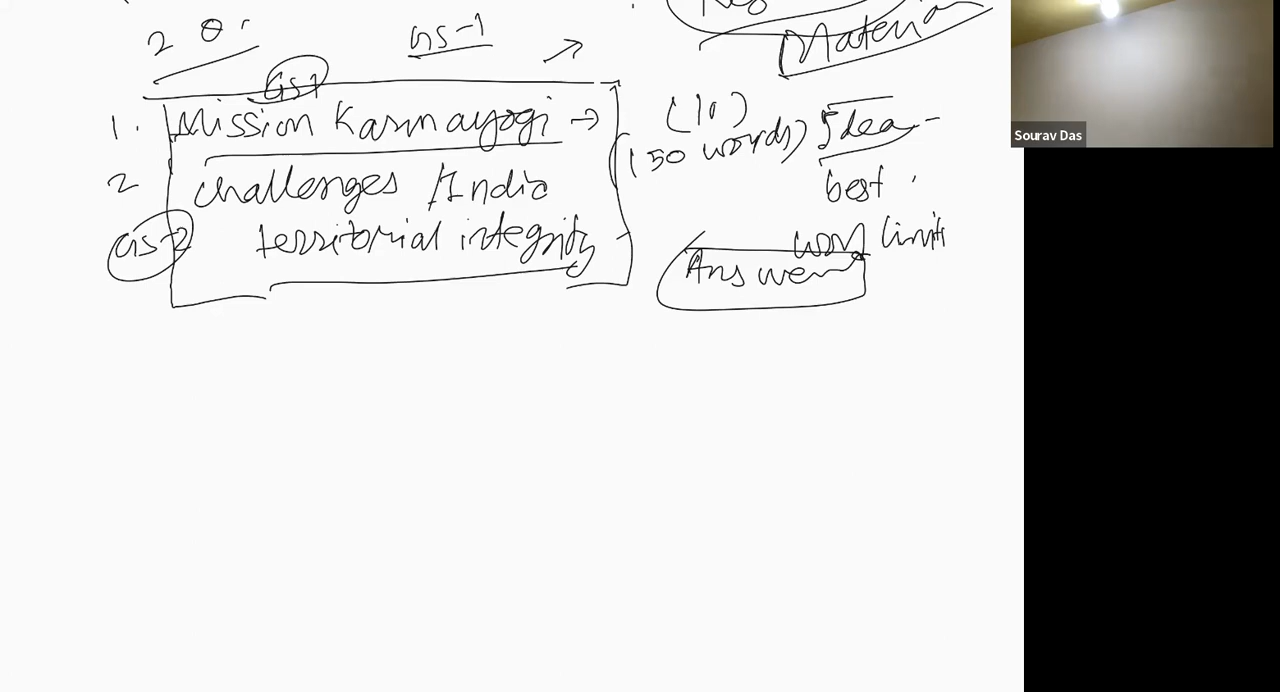 2 Q.
GS-1
Material
GS1
1. Mission Karmayogi → (10)
(150 words) Idea -
2 challenges / India
best .
GS-2 territorial integrity -
word limit
Answer
Sourav Das